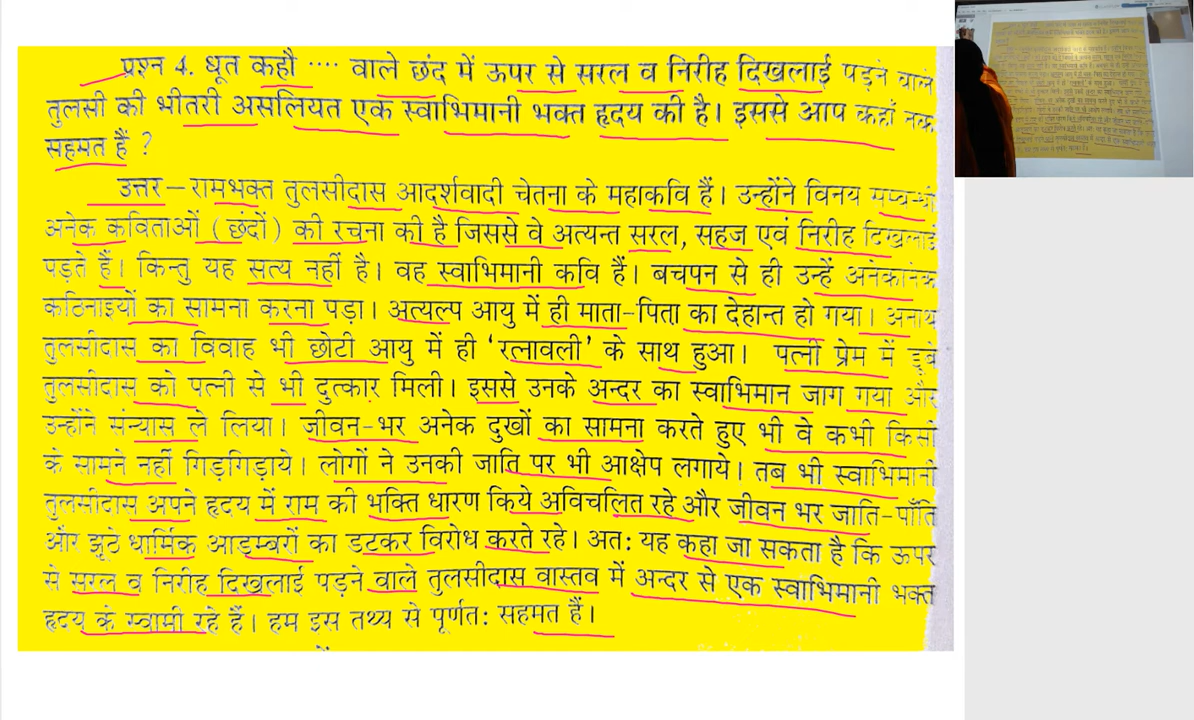 प्रश्न 4. धूत कहौ .... वाले छंद में ऊपर से सरल व निरीह दिखलाई पड़ने वाले
तुलसी की भीतरी असलियत एक स्वाभिमानी भक्त हृदय की है। इससे आप कहाँ तक
सहमत हैं ?
उत्तर – रामभक्त तुलसीदास आदर्शवादी चेतना के महाकवि हैं। उन्होंने विनय सम्बन्धी
अनेक कविताओं (छंदों) की रचना की है जिससे वे अत्यन्त सरल, सहज एवं निरीह दिखलाई
पड़ते हैं। किन्तु यह सत्य नहीं है। वह स्वाभिमानी कवि हैं। बचपन से ही उन्हें अनेकानेक
कठिनाइयों का सामना करना पड़ा। अत्यल्प आयु में ही माता-पिता का देहान्त हो गया। अनाथ
तुलसीदास का विवाह भी छोटी आयु में ही 'रत्नावली' के साथ हुआ। पत्नी प्रेम में डूबे
तुलसीदास को पत्नी से भी दुत्कार मिली। इससे उनके अन्दर का स्वाभिमान जाग गया और
उन्होंने संन्यास ले लिया। जीवन-भर अनेक दुखों का सामना करते हुए भी वे कभी किसी
के सामने नहीं गिड़गिड़ाये। लोगों ने उनकी जाति पर भी आक्षेप लगाये। तब भी स्वाभिमानी
तुलसीदास अपने हृदय में राम की भक्ति धारण किये अविचलित रहे और जीवन भर जाति-पाँति
और झूठे धार्मिक आडम्बरों का डटकर विरोध करते रहे। अत: यह कहा जा सकता है कि ऊपर
से सरल व निरीह दिखलाई पड़ने वाले तुलसीदास वास्तव में अन्दर से एक स्वाभिमानी भक्त
हृदय के स्वामी रहे हैं। हम इस तथ्य से पूर्णत: सहमत हैं।